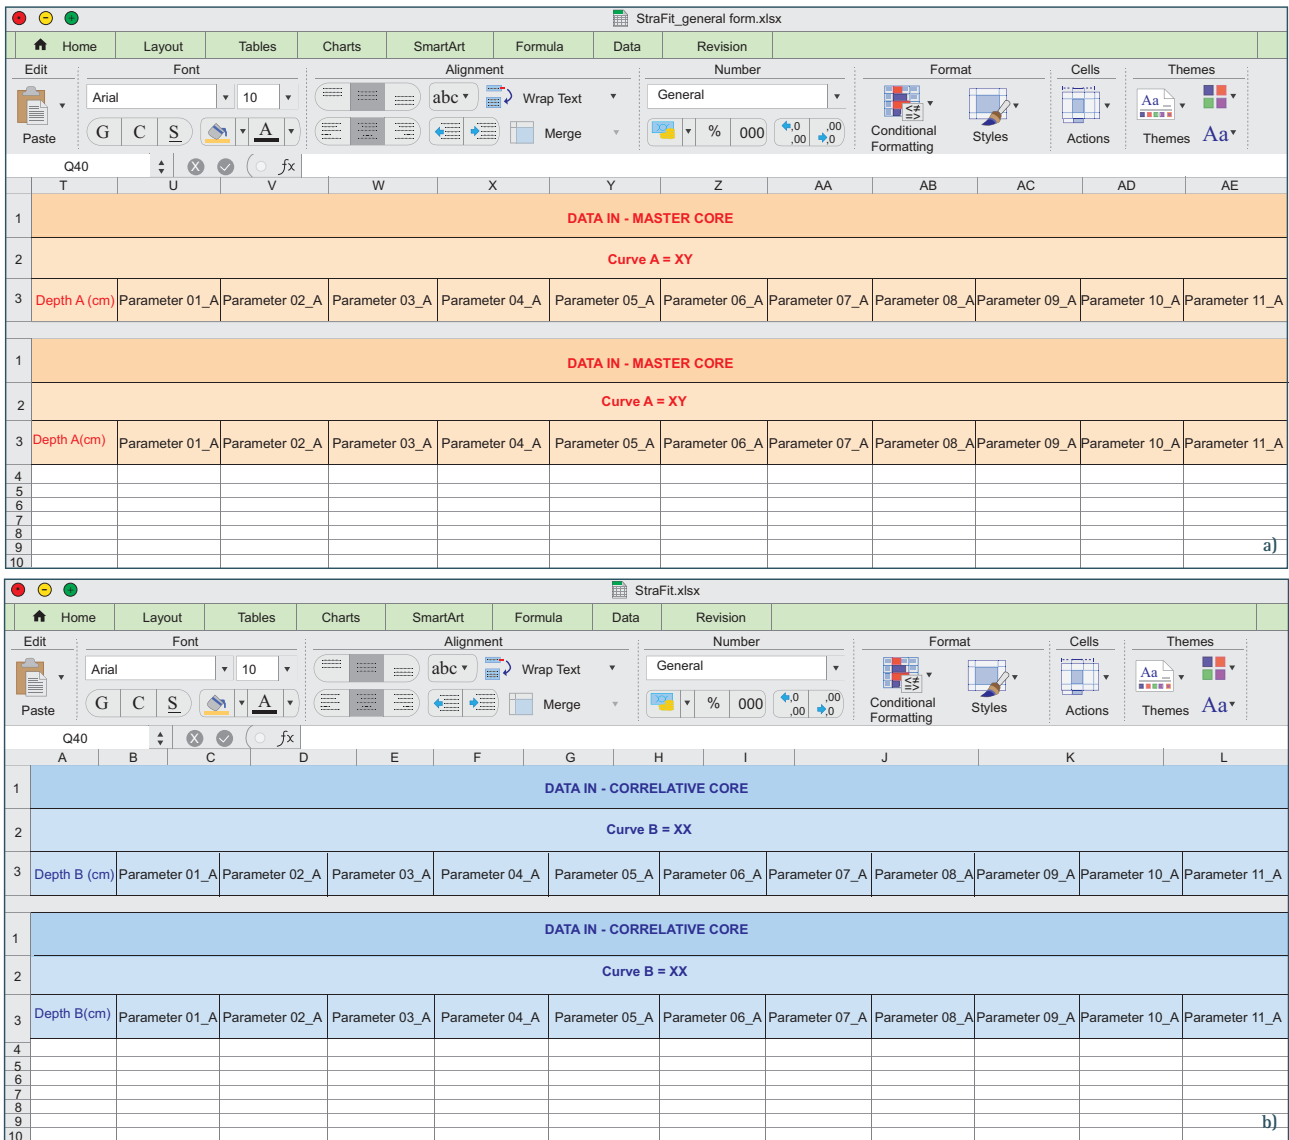 StraFit_general form.xlsx
Home Layout Tables Charts SmartArt Formula Data Revision
Edit Font Alignment Number Format Cells Themes
Arial 10 abc Wrap Text General
Paste G C S A Merge % 000 ,0 ,00 ,00 ,0 Conditional Formatting Styles Actions Aa Themes Aa
Q40 fx
T U V W X Y Z AA AB AC AD AE
1 DATA IN - MASTER CORE
2 Curve A = XY
3 Depth A (cm) Parameter 01_A Parameter 02_A Parameter 03_A Parameter 04_A Parameter 05_A Parameter 06_A Parameter 07_A Parameter 08_A Parameter 09_A Parameter 10_A Parameter 11_A
1 DATA IN - MASTER CORE
2 Curve A = XY
3 Depth A(cm) Parameter 01_A Parameter 02_A Parameter 03_A Parameter 04_A Parameter 05_A Parameter 06_A Parameter 07_A Parameter 08_A Parameter 09_A Parameter 10_A Parameter 11_A
4
5
6
7
8
9 a)
10
StraFit.xlsx
Home Layout Tables Charts SmartArt Formula Data Revision
Edit Font Alignment Number Format Cells Themes
Arial 10 abc Wrap Text General
Paste G C S A Merge % 000 ,0 ,00 ,00 ,0 Conditional Formatting Styles Actions Aa Themes Aa
Q40 fx
A B C D E F G H I J K L
1 DATA IN - CORRELATIVE CORE
2 Curve B = XX
3 Depth B (cm) Parameter 01_A Parameter 02_A Parameter 03_A Parameter 04_A Parameter 05_A Parameter 06_A Parameter 07_A Parameter 08_A Parameter 09_A Parameter 10_A Parameter 11_A
1 DATA IN - CORRELATIVE CORE
2 Curve B = XX
3 Depth B(cm) Parameter 01_A Parameter 02_A Parameter 03_A Parameter 04_A Parameter 05_A Parameter 06_A Parameter 07_A Parameter 08_A Parameter 09_A Parameter 10_A Parameter 11_A
4
5
6
7
8
9 b)
10